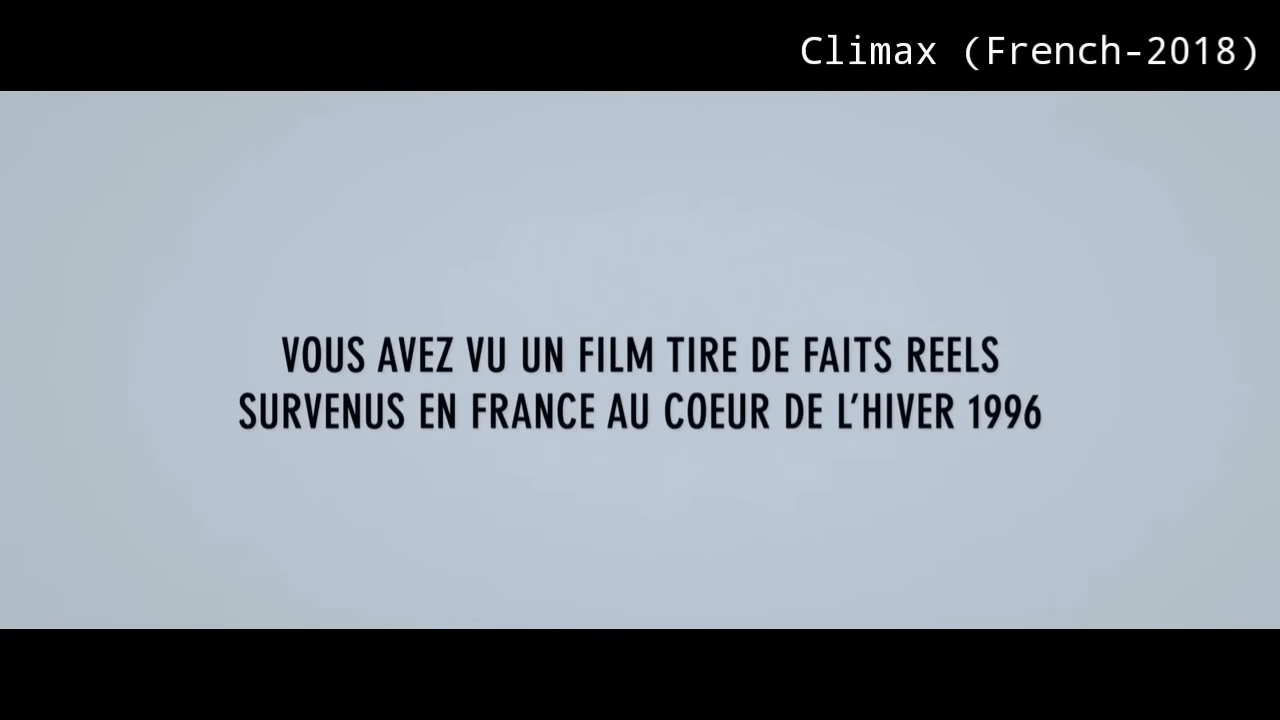 Climax (French-2018)
VOUS AVEZ VU UN FILM TIRE DE FAITS REELS
SURVENUS EN FRANCE AU COEUR DE L'HIVER 1996